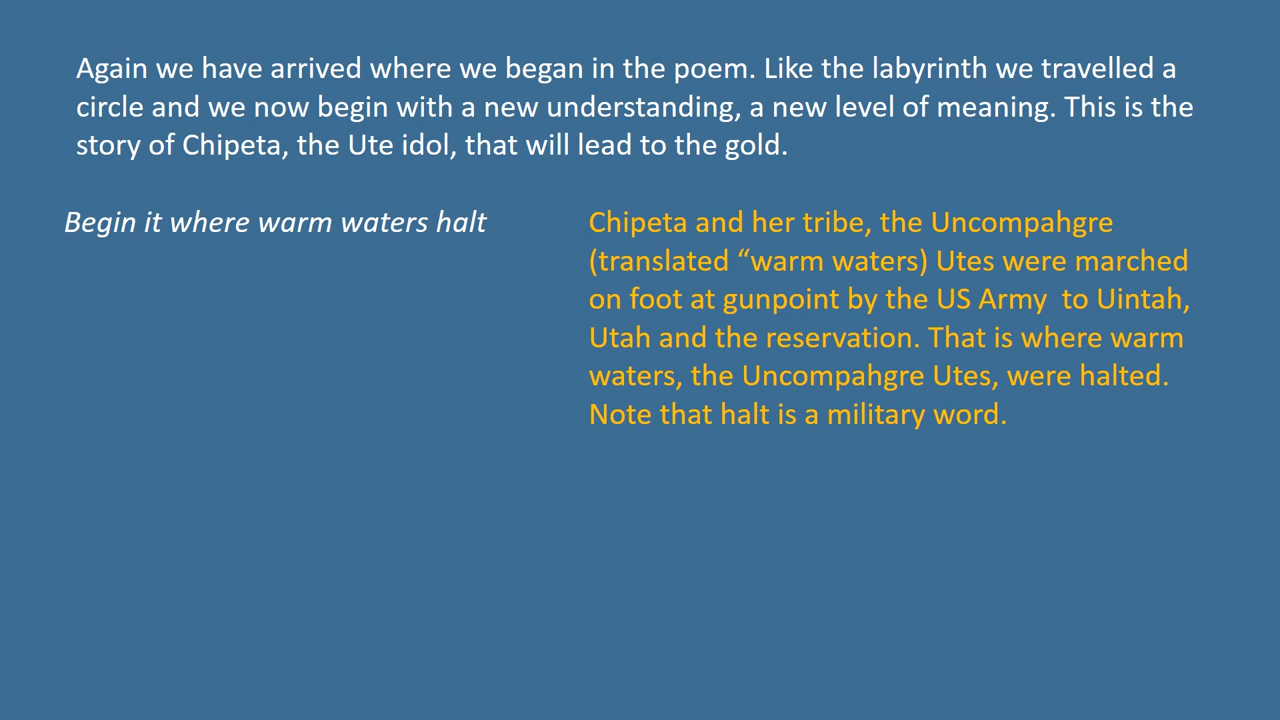 Again we have arrived where we began in the poem. Like the labyrinth we travelled a
circle and we now begin with a new understanding, a new level of meaning. This is the
story of Chipeta, the Ute idol, that will lead to the gold.
Begin it where warm waters halt
Chipeta and her tribe, the Uncompahgre
(translated “warm waters) Utes were marched
on foot at gunpoint by the US Army  to Uintah,
Utah and the reservation. That is where warm
waters, the Uncompahgre Utes, were halted.
Note that halt is a military word.